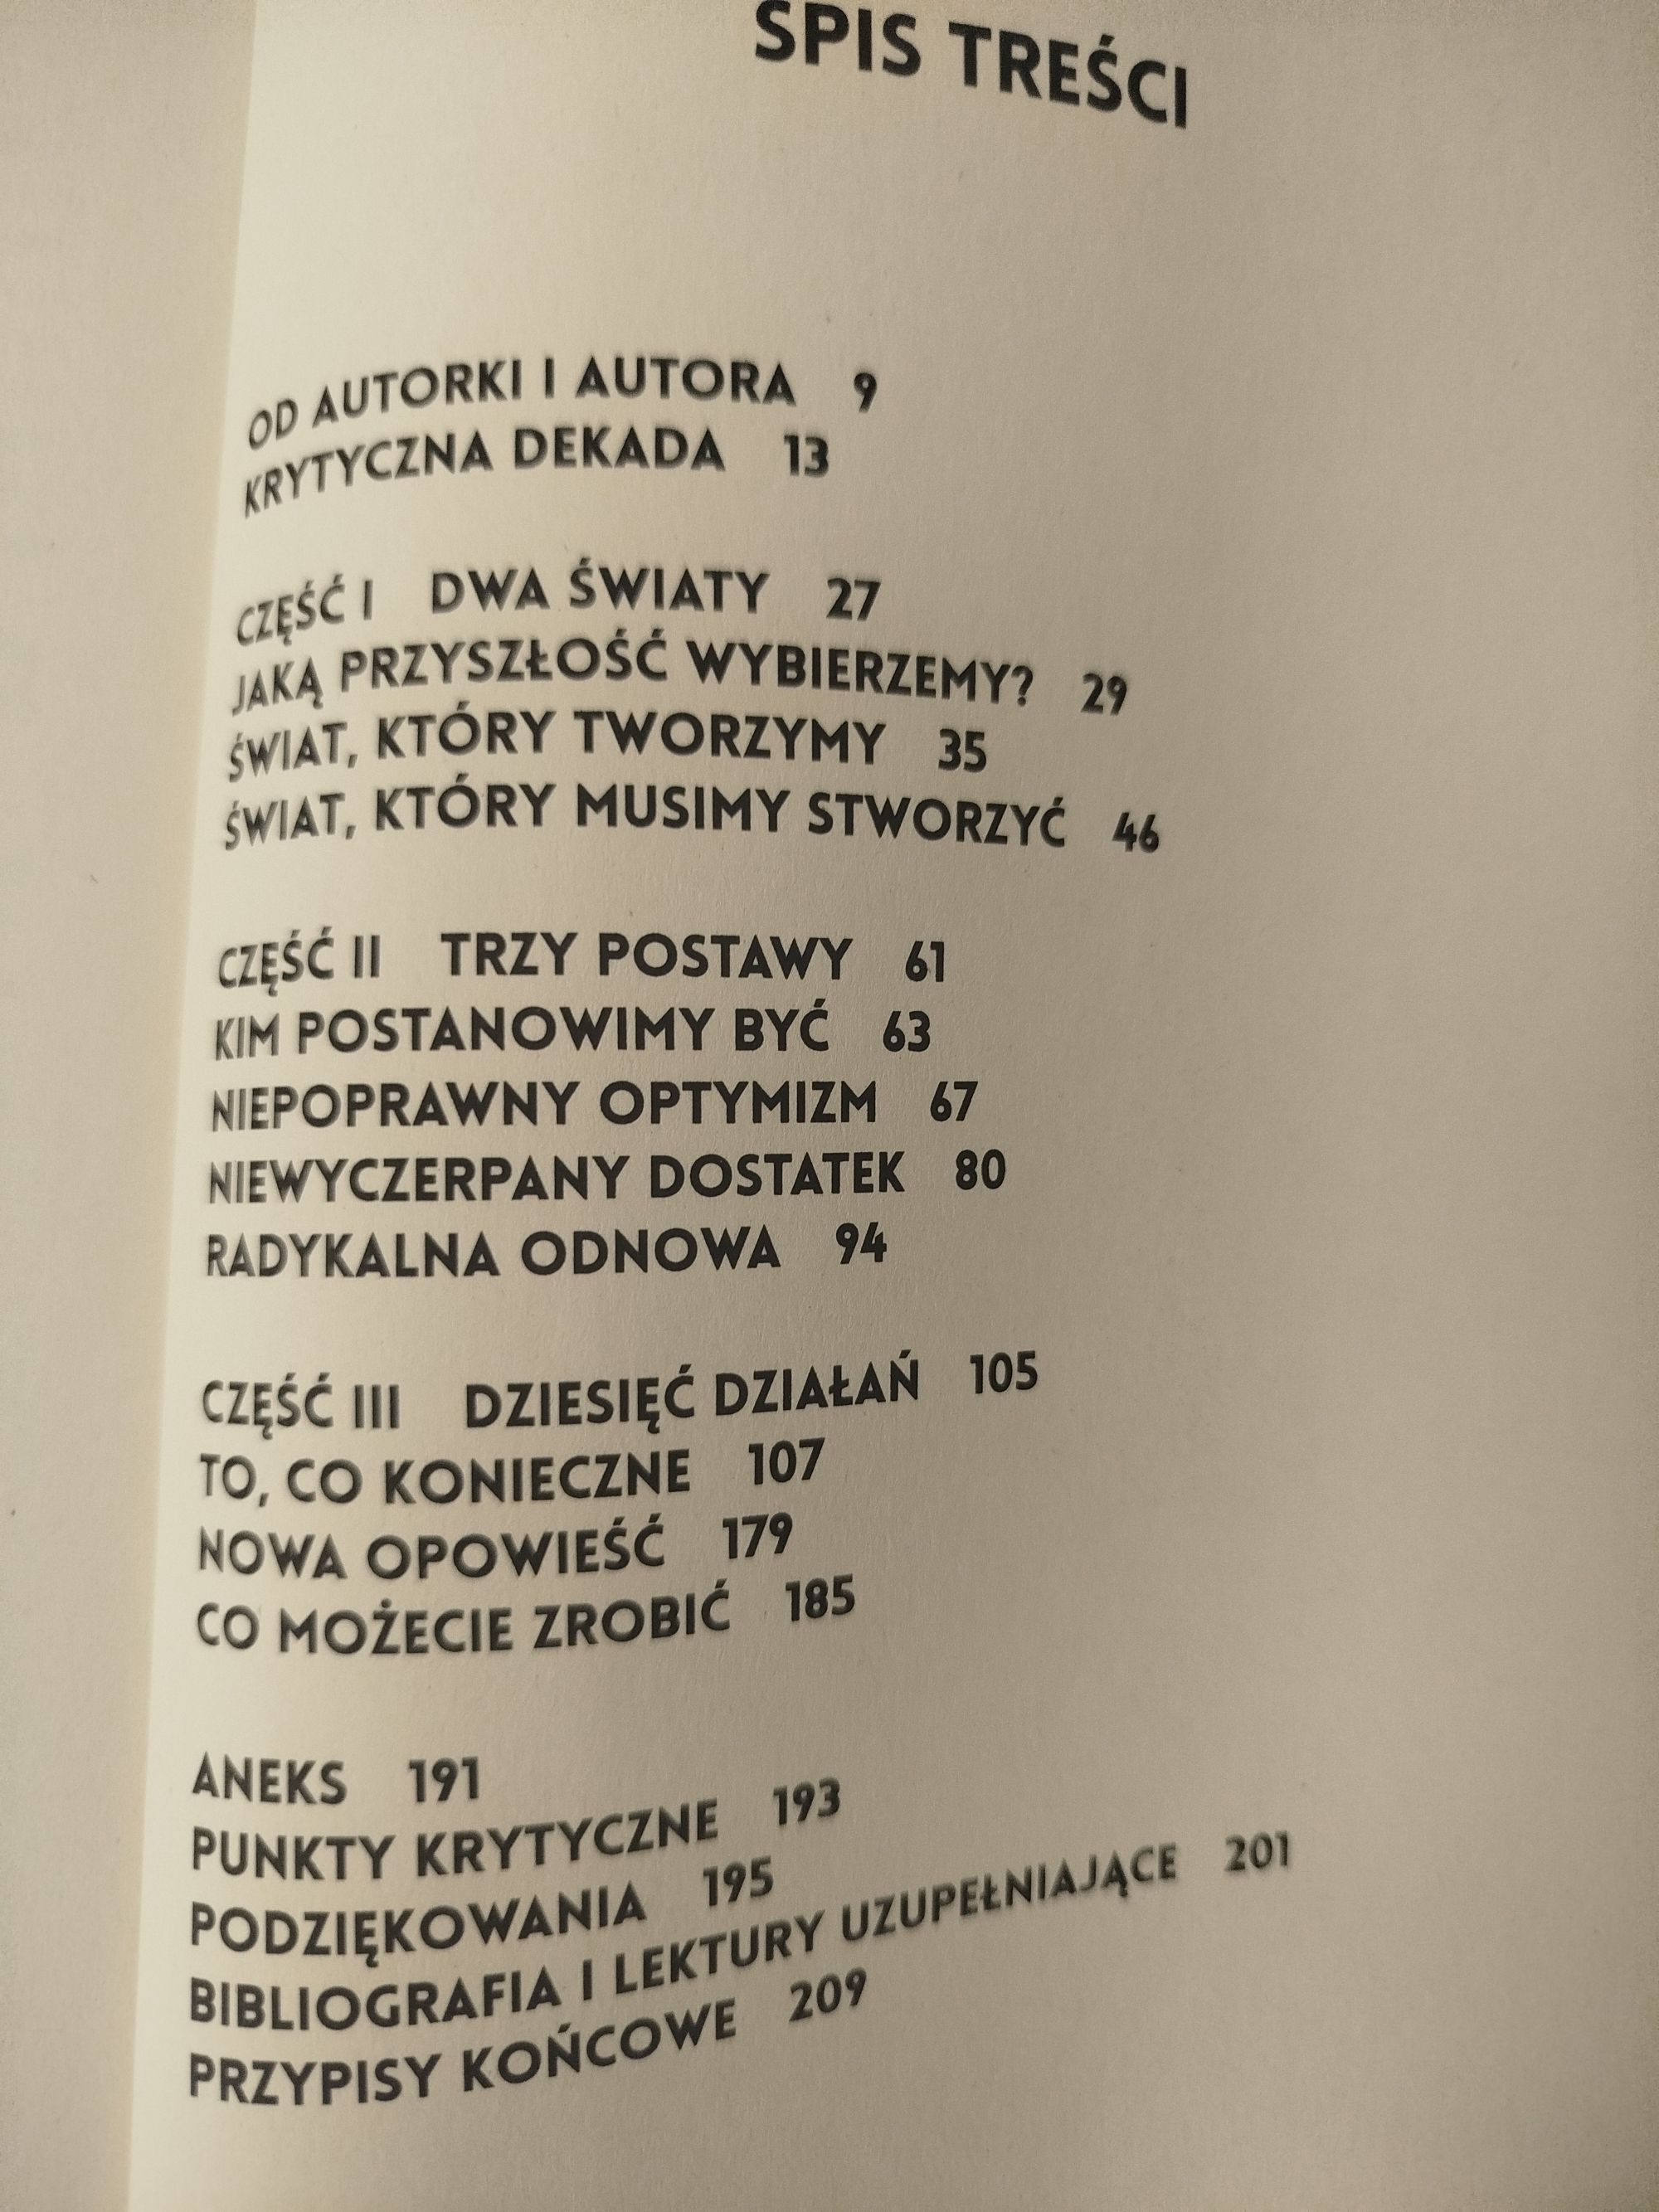 SPIS TREŚCI
OD AUTORKI I AUTORA 9
KRYTYCZNA DEKADA 13
CZĘŚĆ I DWA ŚWIATY 27
JAKĄ PRZYSZŁOŚĆ WYBIERZEMY? 29
ŚWIAT, KTÓRY TWORZYMY 35
ŚWIAT, KTÓRY MUSIMY STWORZYĆ 46
CZĘŚĆ II TRZY POSTAWY 61
KIM POSTANOWIMY BYĆ 63
NIEPOPRAWNY OPTYMIZM 67
NIEWYCZERPANY DOSTATEK 80
RADYKALNA ODNOWA 94
CZĘŚĆ III DZIESIĘĆ DZIAŁAŃ 105
TO, CO KONIECZNE 107
NOWA OPOWIEŚĆ 179
CO MOŻECIE ZROBIĆ 185
ANEKS 191
PUNKTY KRYTYCZNE 193
PODZIĘKOWANIA 195
BIBLIOGRAFIA I LEKTURY UZUPEŁNIAJĄCE 201
PRZYPISY KOŃCOWE 209